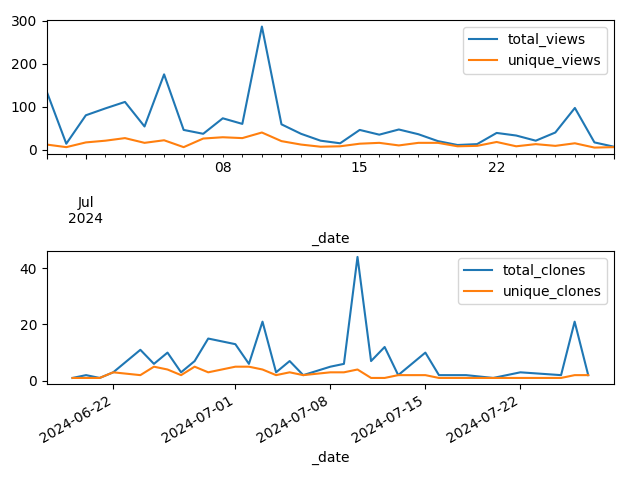 300
200
100
0
total_views
unique_views
08
15
22
Jul
2024
_date
40
20
0
total_clones
unique_clones
2024-06-22
2024-07-01
2024-07-08
2024-07-15
2024-07-22
_date